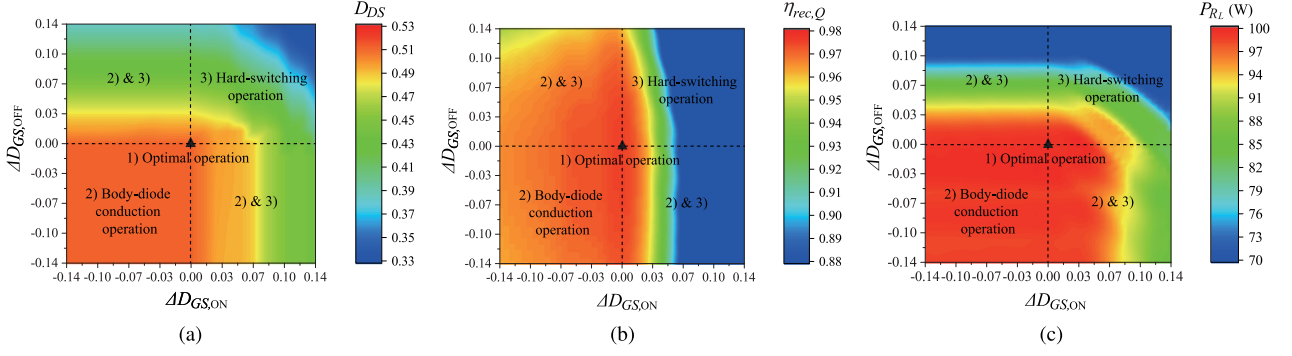 D_DS
0.14
0.10
0.07
0.03
0.00
-0.03
-0.07
-0.10
-0.14
ΔD_GS,OFF
2) & 3)
3) Hard-switching
operation
1) Optimal operation
2) Body-diode
conduction
operation
2) & 3)
-0.14 -0.10 -0.07 -0.03 0.00 0.03 0.07 0.10 0.14
ΔD_GS,ON
0.53
0.51
0.49
0.47
0.45
0.43
0.41
0.39
0.37
0.35
0.33
(a)
η_rec,Q
0.14
0.10
0.07
0.03
0.00
-0.03
-0.07
-0.10
-0.14
ΔD_GS,OFF
2) & 3)
3) Hard-switching
operation
1) Optimal operation
2) Body-diode
conduction
operation
2) & 3)
-0.14 -0.10 -0.07 -0.03 0.00 0.03 0.07 0.10 0.14
ΔD_GS,ON
0.98
0.97
0.96
0.95
0.94
0.93
0.92
0.91
0.90
0.89
0.88
(b)
P_R_L (W)
0.14
0.10
0.07
0.03
0.00
-0.03
-0.07
-0.10
-0.14
ΔD_GS,OFF
2) & 3)
3) Hard-switching
operation
1) Optimal operation
2) Body-diode
conduction
operation
2) & 3)
-0.14 -0.10 -0.07 -0.03 0.00 0.03 0.07 0.10 0.14
ΔD_GS,ON
100
97
94
91
88
85
82
79
76
73
70
(c)